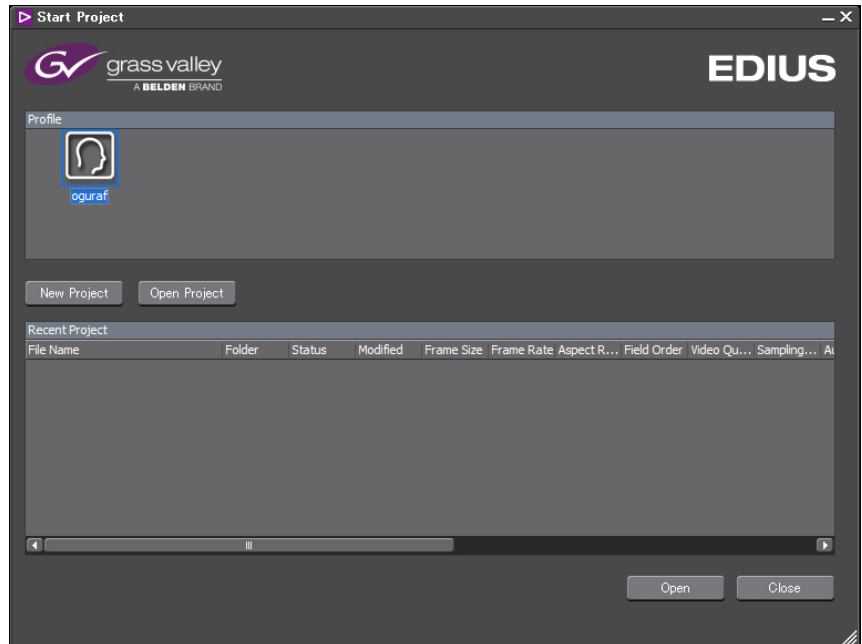 Start Project
grass valley
A BELDEN BRAND
EDIUS
Profile
oguraf
New Project Open Project
Recent Project
File Name Folder Status Modified Frame Size Frame Rate Aspect R... Field Order Video Qu... Sampling... Au
Open Close